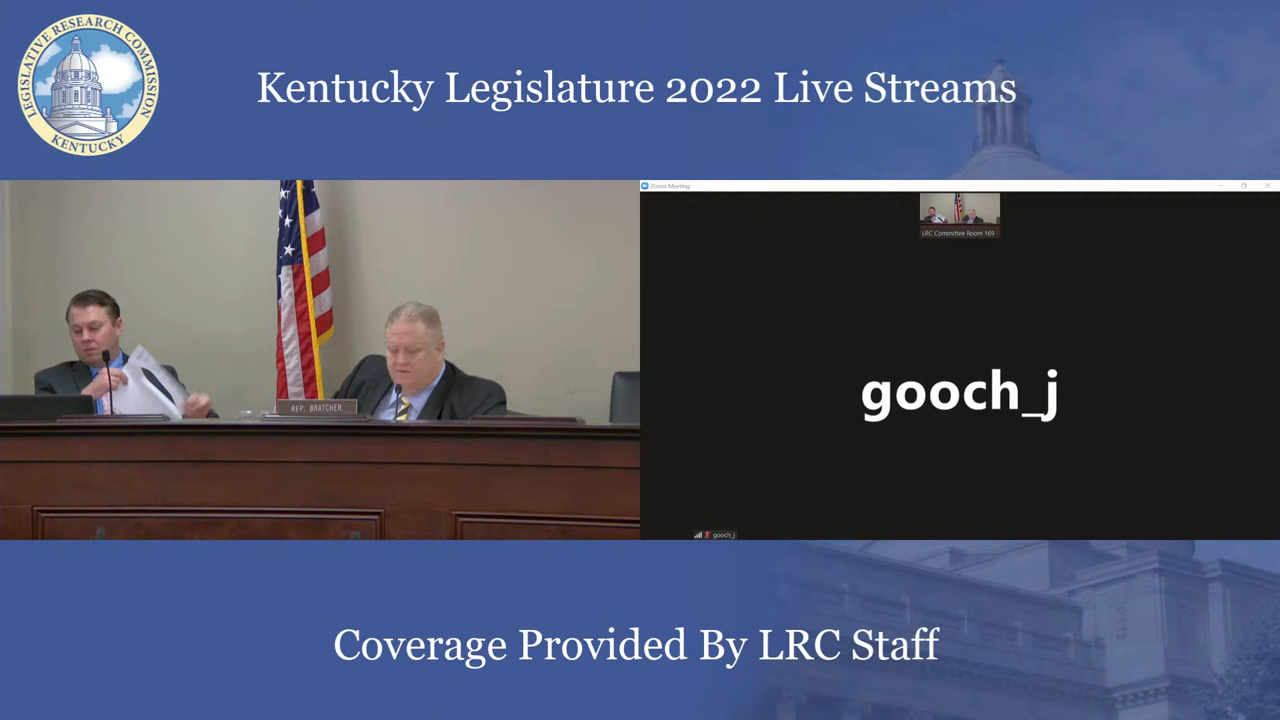 LEGISLATIVE RESEARCH COMMISSION
KENTUCKY
Kentucky Legislature 2022 Live Streams
Zoom Meeting
LRC Committee Room 169
REP. BRATCHER
gooch_j
gooch_j
Coverage Provided By LRC Staff